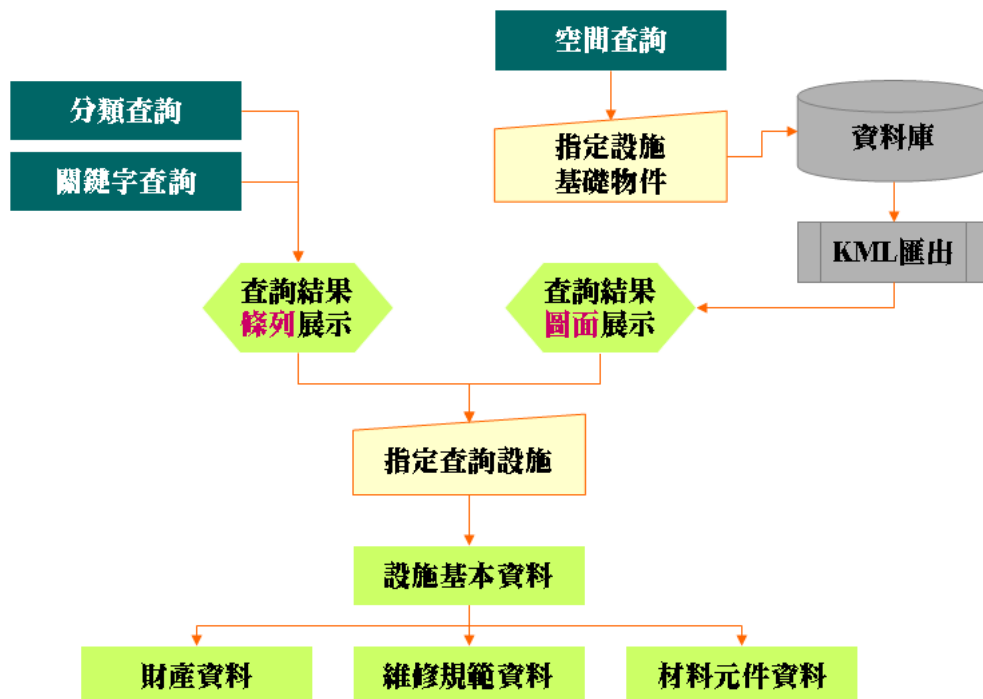 空間查詢
分類查詢
關鍵字查詢
指定設施
基礎物件
資料庫
KML匯出
查詢結果
條列展示
查詢結果
圖面展示
指定查詢設施
設施基本資料
財產資料
維修規範資料
材料元件資料